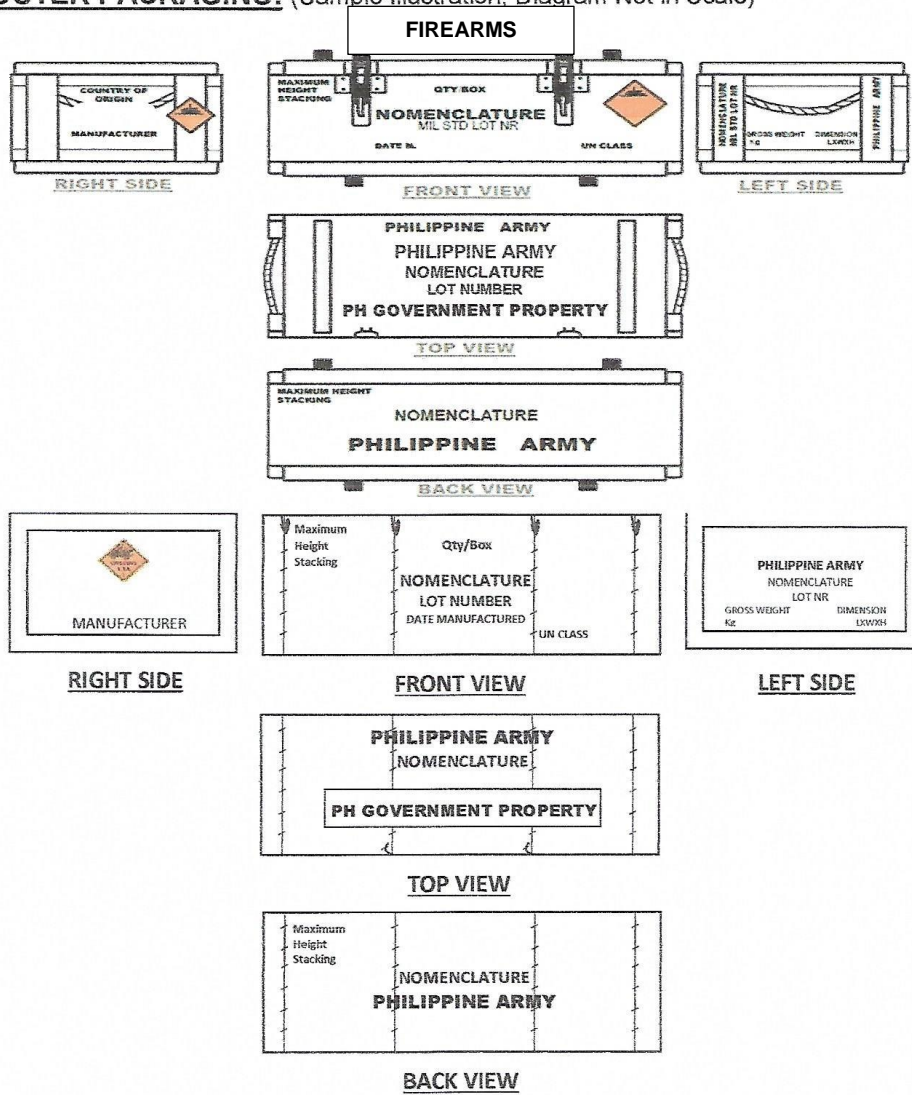 OUTER PACKAGING: (Sample Illustration, Diagram Not in Scale)
FIREARMS
COUNTRY OF
ORIGIN
MANUFACTURER
RIGHT SIDE
MAXIMUM
HEIGHT
STACKING
QTY/BOX
NOMENCLATURE
MIL STD LOT NR
DATE M.
UN CLASS
FRONT VIEW
NOMENCLATURE
MIL STD LOT NR
GROSS WEIGHT DIMENSION
Kg LXWXH
PHILIPPINE ARMY
LEFT SIDE
PHILIPPINE ARMY
PHILIPPINE ARMY
NOMENCLATURE
LOT NUMBER
PH GOVERNMENT PROPERTY
TOP VIEW
MAXIMUM HEIGHT
STACKING
NOMENCLATURE
PHILIPPINE ARMY
BACK VIEW
MANUFACTURER
RIGHT SIDE
Maximum
Height
Stacking
Qty/Box
NOMENCLATURE
LOT NUMBER
DATE MANUFACTURED
UN CLASS
FRONT VIEW
PHILIPPINE ARMY
NOMENCLATURE
LOT NR
GROSS WEIGHT DIMENSION
Kg LXWXH
LEFT SIDE
PHILIPPINE ARMY
NOMENCLATURE
PH GOVERNMENT PROPERTY
TOP VIEW
Maximum
Height
Stacking
NOMENCLATURE
PHILIPPINE ARMY
BACK VIEW